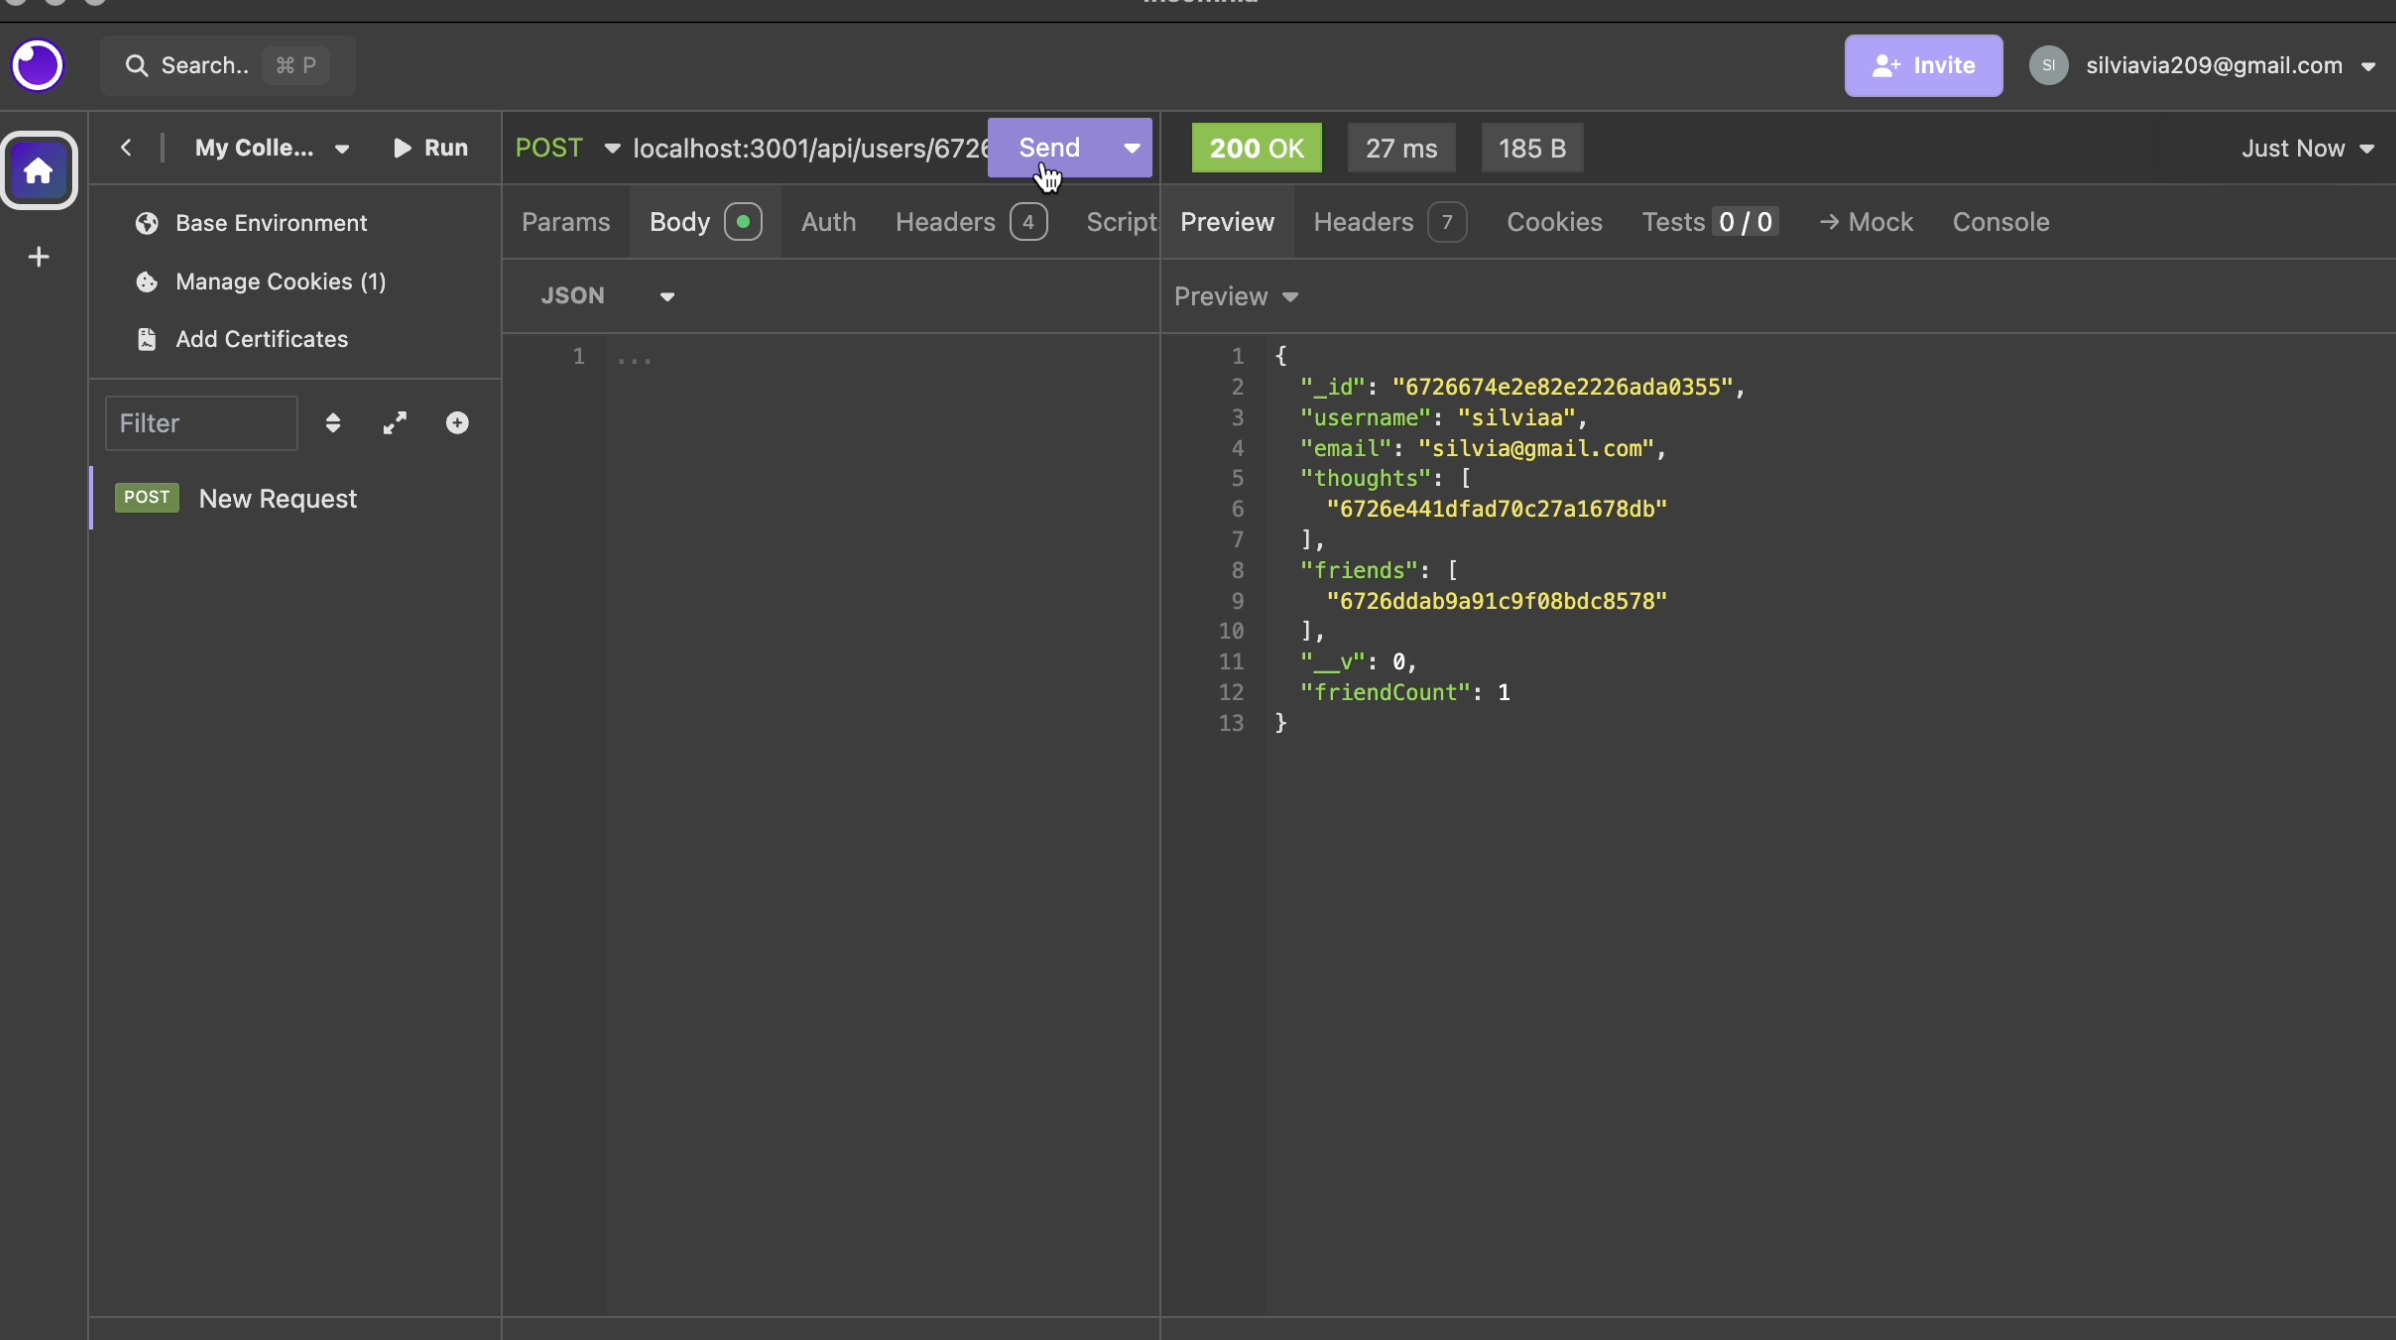 Search.. ⌘ P
Invite
SI silviavia209@gmail.com
My Colle... Run
POST localhost:3001/api/users/6726 Send
200 OK 27 ms 185 B Just Now
Base Environment
Manage Cookies (1)
Add Certificates
Filter
POST New Request
Params Body Auth Headers 4 Script
JSON
1 ...
Preview Headers 7 Cookies Tests 0 / 0 → Mock Console
Preview
1 {
2 "_id": "6726674e2e82e2226ada0355",
3 "username": "silviaa",
4 "email": "silvia@gmail.com",
5 "thoughts": [
6 "6726e441dfad70c27a1678db"
7 ],
8 "friends": [
9 "6726ddab9a91c9f08bdc8578"
10 ],
11 "__v": 0,
12 "friendCount": 1
13 }